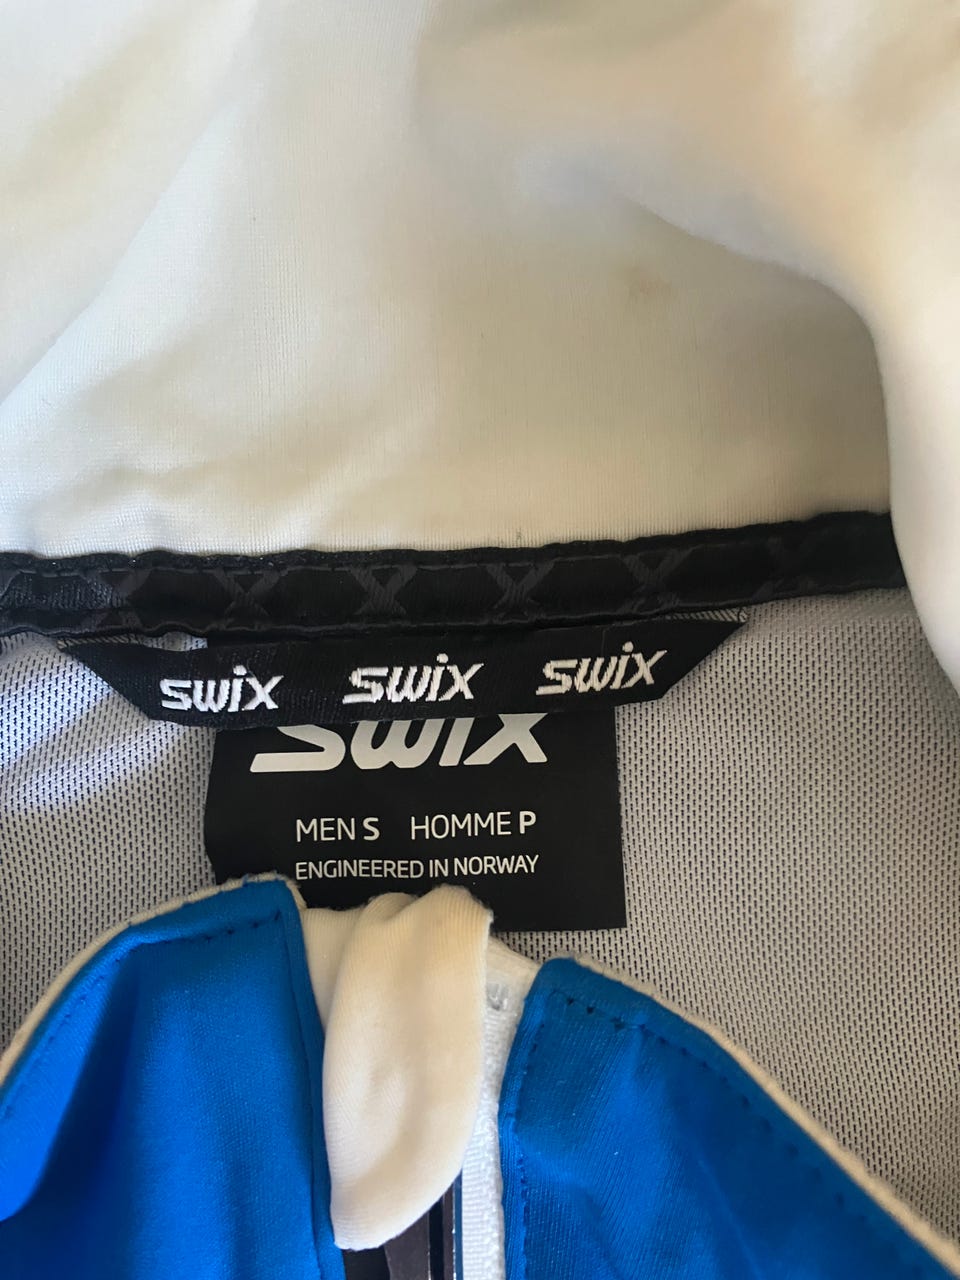 swix swix swix
swix
MEN S HOMME P
ENGINEERED IN NORWAY